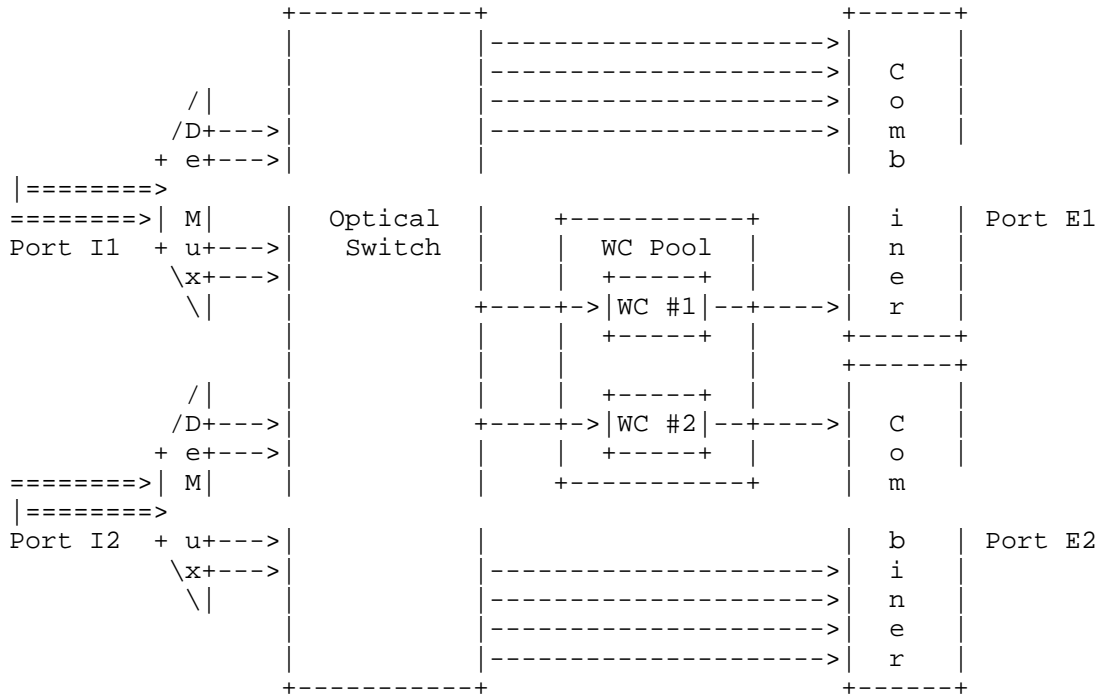 Port I1
DeMux
Port I2
DeMux
Optical
Switch
WC Pool
WC #1
WC #2
Combiner
Port E1
Combiner
Port E2